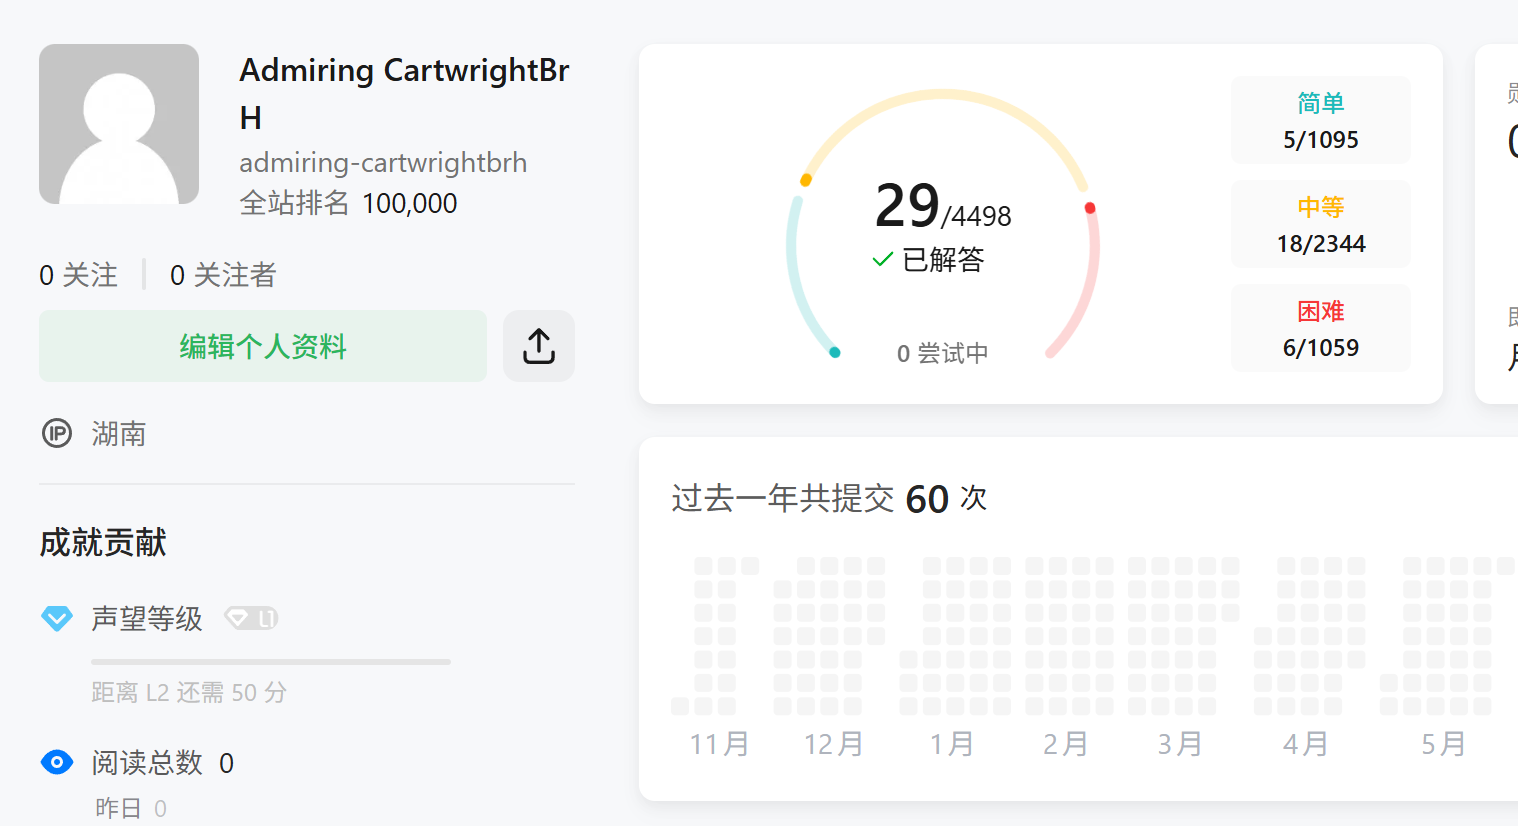 Admiring CartwrightBr
H
admiring-cartwrightbrh
全站排名 100,000
0 关注 0 关注者
编辑个人资料
IP 湖南
成就贡献
声望等级 L1
距离 L2 还需 50 分
阅读总数 0
昨日 0
29/4498
已解答
0 尝试中
简单
5/1095
中等
18/2344
困难
6/1059
过去一年共提交 60 次
11月 12月 1月 2月 3月 4月 5月